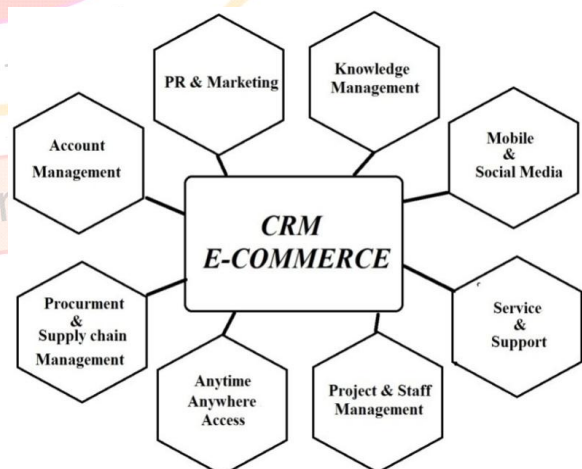 PR & Marketing
Knowledge
Management
Account
Management
Mobile
&
Social Media
CRM
E-COMMERCE
Procurment
&
Supply chain
Management
Service
&
Support
Anytime
Anywhere
Access
Project & Staff
Management